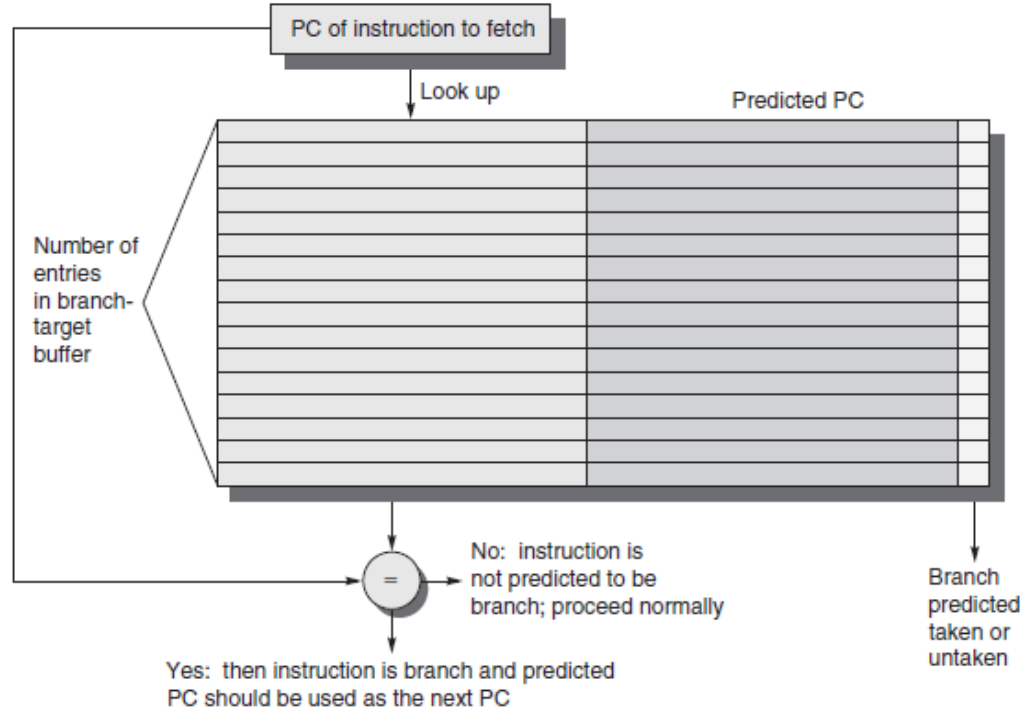 PC of instruction to fetch
Look up
Predicted PC
Number of
entries
in branch-
target
buffer
=
No: instruction is
not predicted to be
branch; proceed normally
Branch
predicted
taken or
untaken
Yes: then instruction is branch and predicted
PC should be used as the next PC